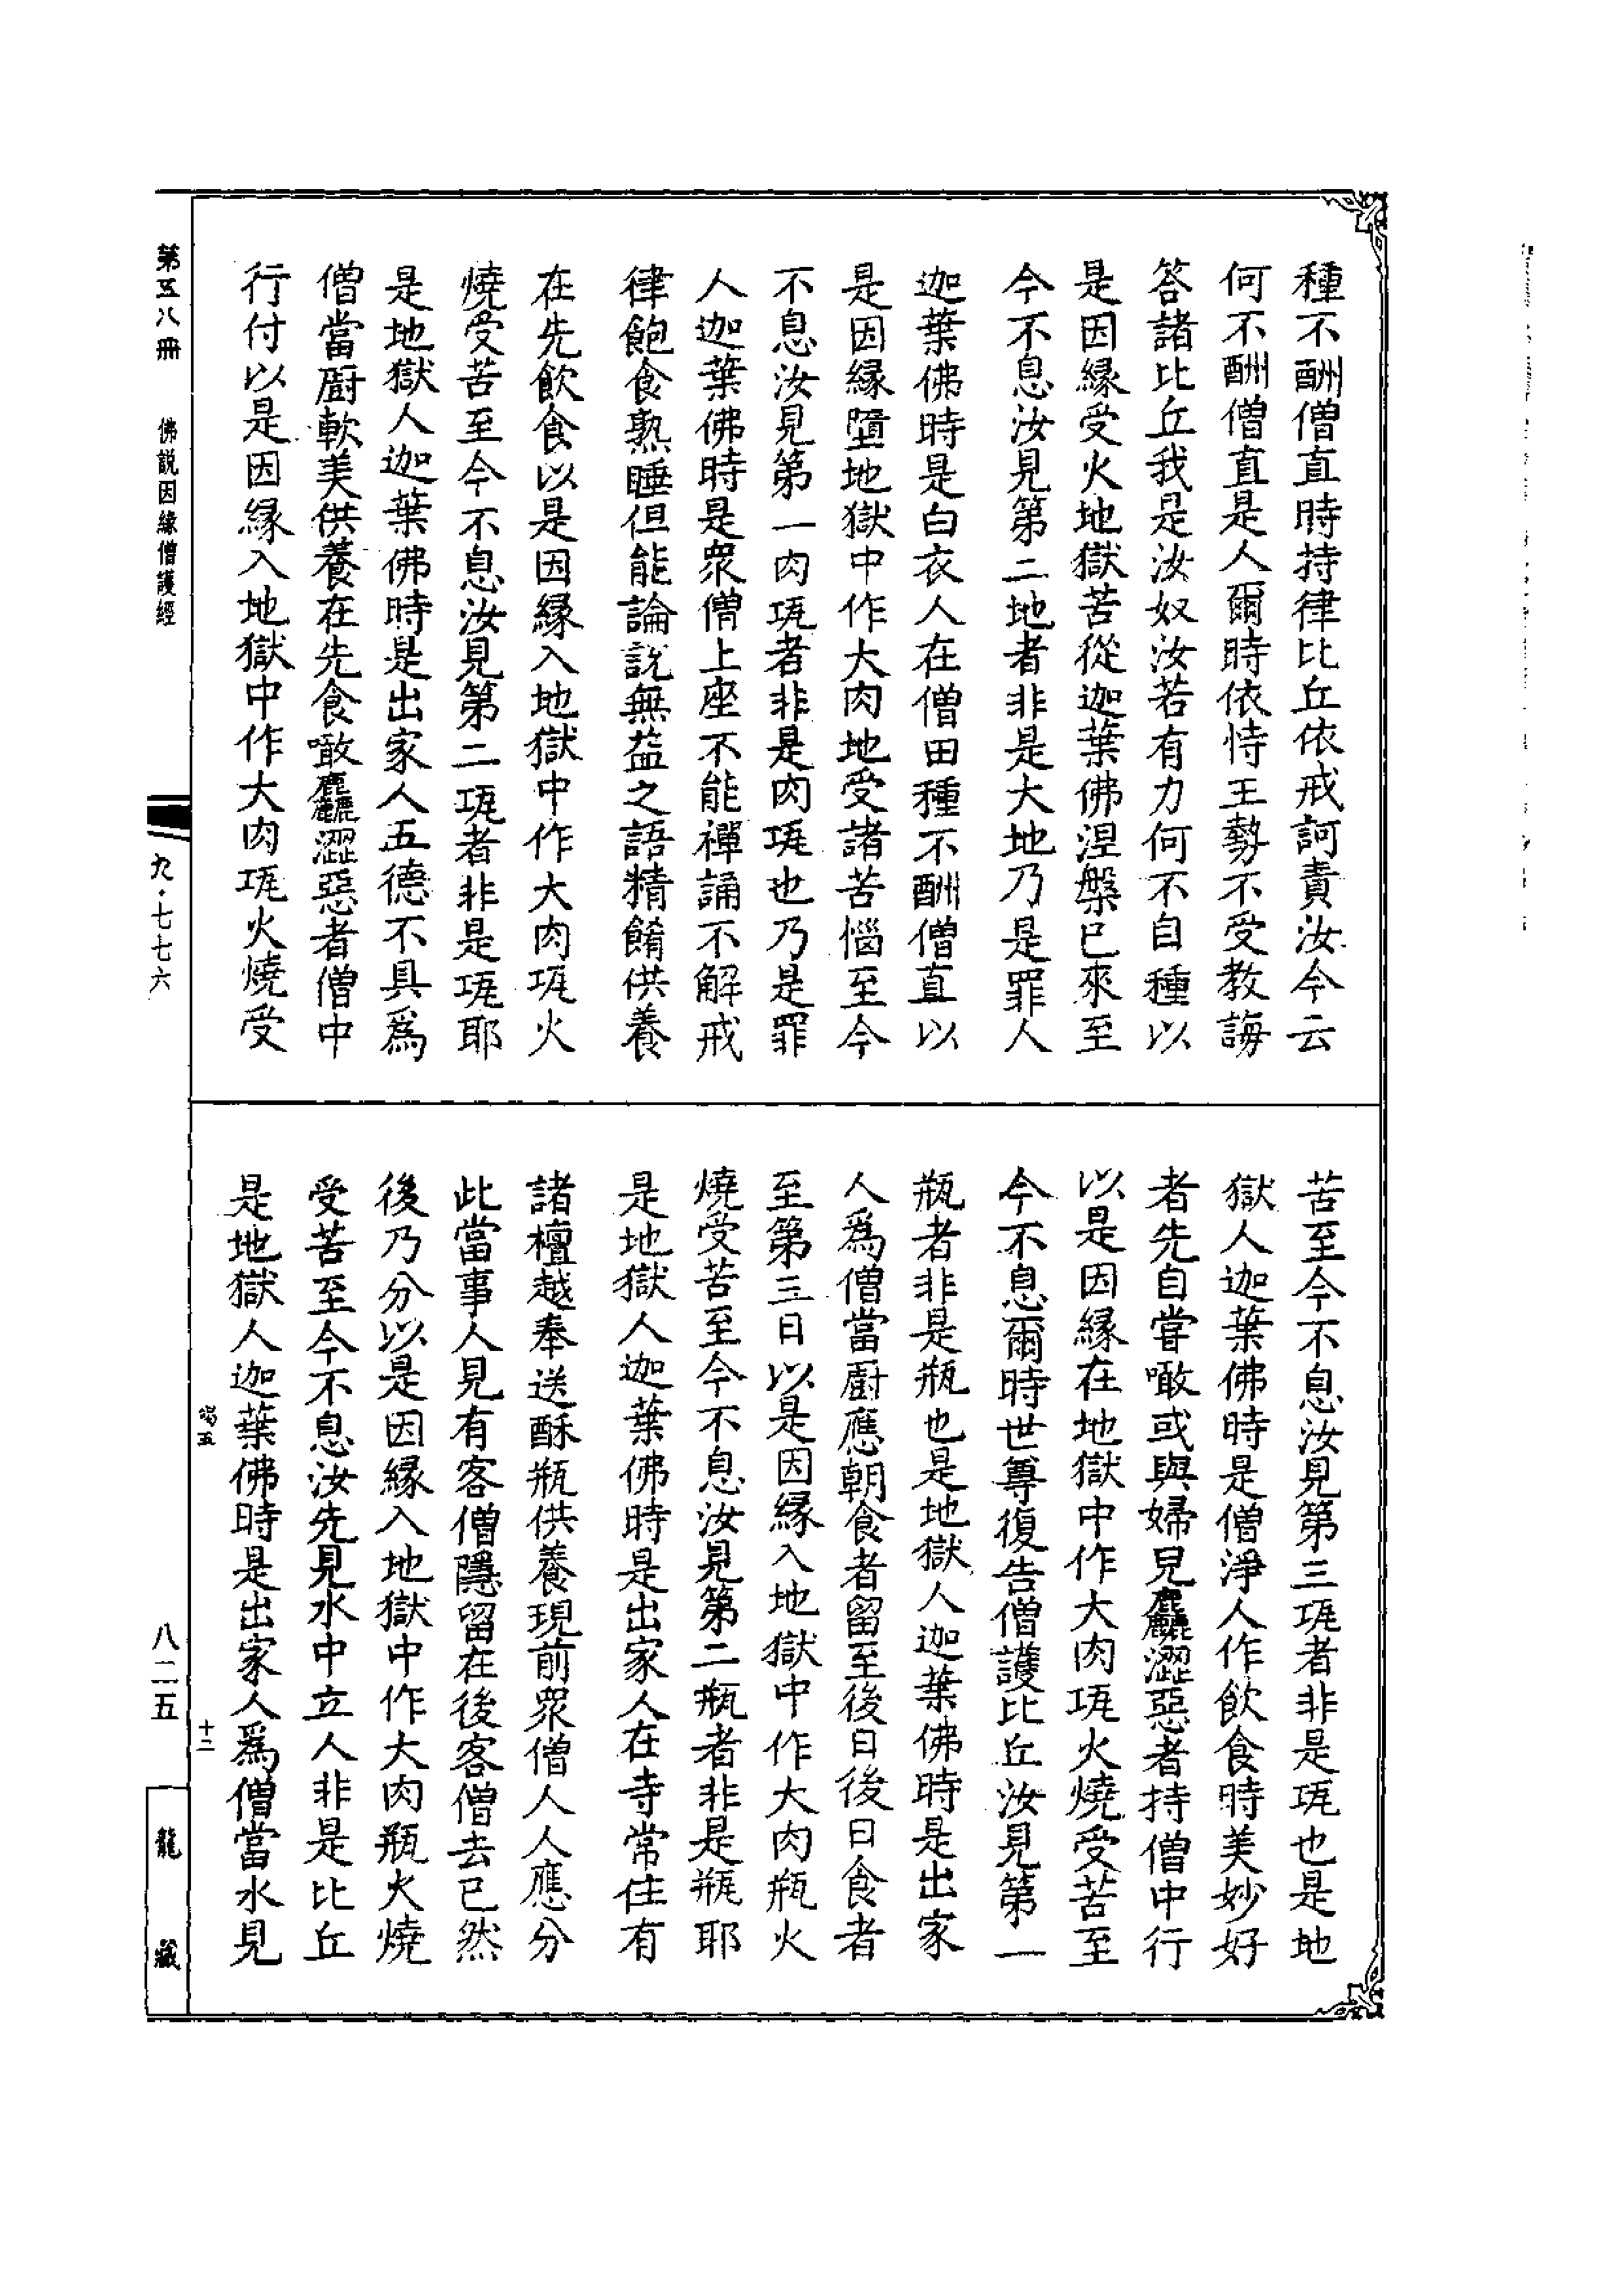 種不酬僧直時持律比丘依戒訶責汝今云
何不酬僧直是人爾時依恃王勢不受教誨
答諸比丘我是汝奴汝若有力何不自種以
是因緣受火地獄苦從迦葉佛涅槃已來至
今不息汝見第二地者非是大地乃是罪人
迦葉佛時是白衣人在僧田種不酬僧直以
是因緣墮地獄中作大肉地受諸苦惱至今
不息汝見第一肉㼚者非是肉㼚也乃是罪
人迦葉佛時是眾僧上座不能禪誦不解戒
律飽食熟睡但能論說無益之語精餚供養
在先飲食以是因緣入地獄中作大肉㼚火
燒受苦至今不息汝見第二㼚者非是㼚耶
是地獄人迦葉佛時是出家人五德不具為
僧當廚軟美供養在先食噉麤澀惡者僧中
行付以是因緣入地獄中作大肉㼚火燒受
苦至今不息汝見第三㼚者非是㼚也是地
獄人迦葉佛時是僧淨人作飲食時美妙好
者先自甞噉或與婦兒麤澀惡者持僧中行
以是因緣在地獄中作大肉㼚火燒受苦至
今不息爾時世尊復告僧護比丘汝見第一
瓶者非是瓶也是地獄人迦葉佛時是出家
人為僧當廚應朝食者留至後日後日食者
至第三日以是因緣入地獄中作大肉瓶火
燒受苦至今不息汝見第二瓶者非是瓶耶
是地獄人迦葉佛時是出家人在寺常住有
諸檀越奉送酥瓶供養現前眾僧人人應分
此當事人見有客僧隱留在後客僧去已然
後乃分以是因緣入地獄中作大肉瓶火燒
受苦至今不息汝先見水中立人非是比丘
是地獄人迦葉佛時是出家人為僧當水見
竭五
十二
第五八冊
佛說因緣僧護經
九·七七六
八二五
龍藏